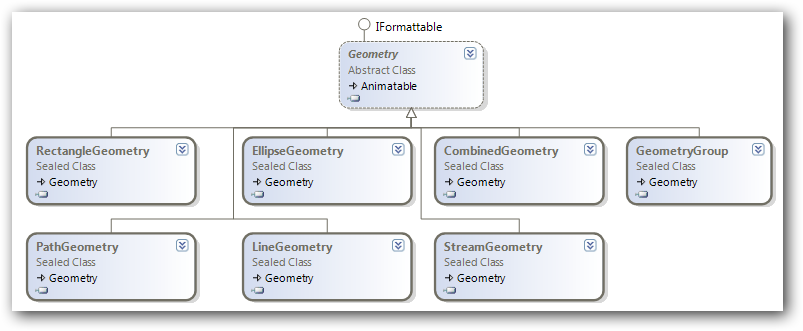 IFormattable
Geometry
Abstract Class
Animatable
RectangleGeometry
Sealed Class
Geometry
EllipseGeometry
Sealed Class
Geometry
CombinedGeometry
Sealed Class
Geometry
GeometryGroup
Sealed Class
Geometry
PathGeometry
Sealed Class
Geometry
LineGeometry
Sealed Class
Geometry
StreamGeometry
Sealed Class
Geometry